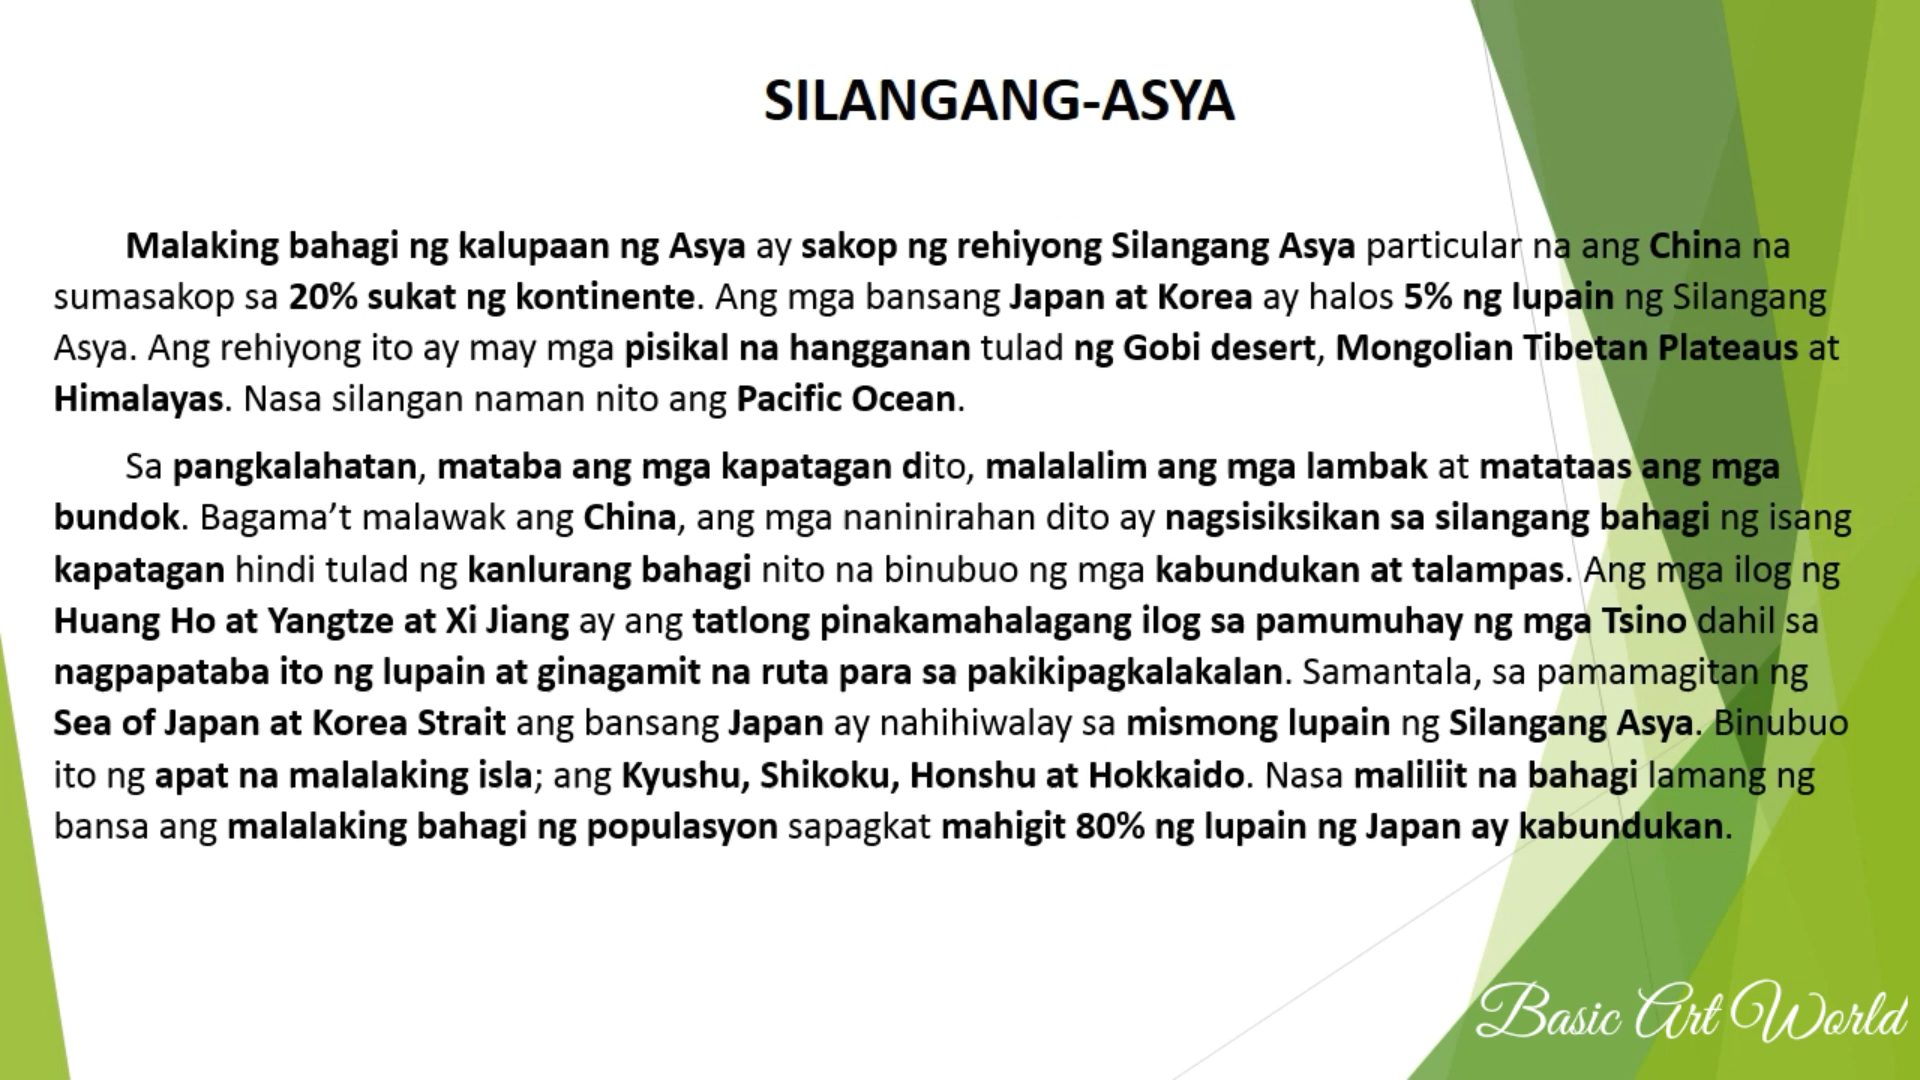 SILANGANG-ASYA
Malaking bahagi ng kalupaan ng Asya ay sakop ng rehiyong Silangang Asya particular na ang China na
sumasakop sa 20% sukat ng kontinente. Ang mga bansang Japan at Korea ay halos 5% ng lupain ng Silangang
Asya. Ang rehiyong ito ay may mga pisikal na hangganan tulad ng Gobi desert, Mongolian Tibetan Plateaus at
Himalayas. Nasa silangan naman nito ang Pacific Ocean.
Sa pangkalahatan, mataba ang mga kapatagan dito, malalalim ang mga lambak at matataas ang mga
bundok. Bagama’t malawak ang China, ang mga naninirahan dito ay nagsisiksikan sa silangang bahagi ng isang
kapatagan hindi tulad ng kanlurang bahagi nito na binubuo ng mga kabundukan at talampas. Ang mga ilog ng
Huang Ho at Yangtze at Xi Jiang ay ang tatlong pinakamahalagang ilog sa pamumuhay ng mga Tsino dahil sa
nagpapataba ito ng lupain at ginagamit na ruta para sa pakikipagkalakalan. Samantala, sa pamamagitan ng
Sea of Japan at Korea Strait ang bansang Japan ay nahihiwalay sa mismong lupain ng Silangang Asya. Binubuo
ito ng apat na malalaking isla; ang Kyushu, Shikoku, Honshu at Hokkaido. Nasa maliliit na bahagi lamang ng
bansa ang malalaking bahagi ng populasyon sapagkat mahigit 80% ng lupain ng Japan ay kabundukan.
Basic Art World